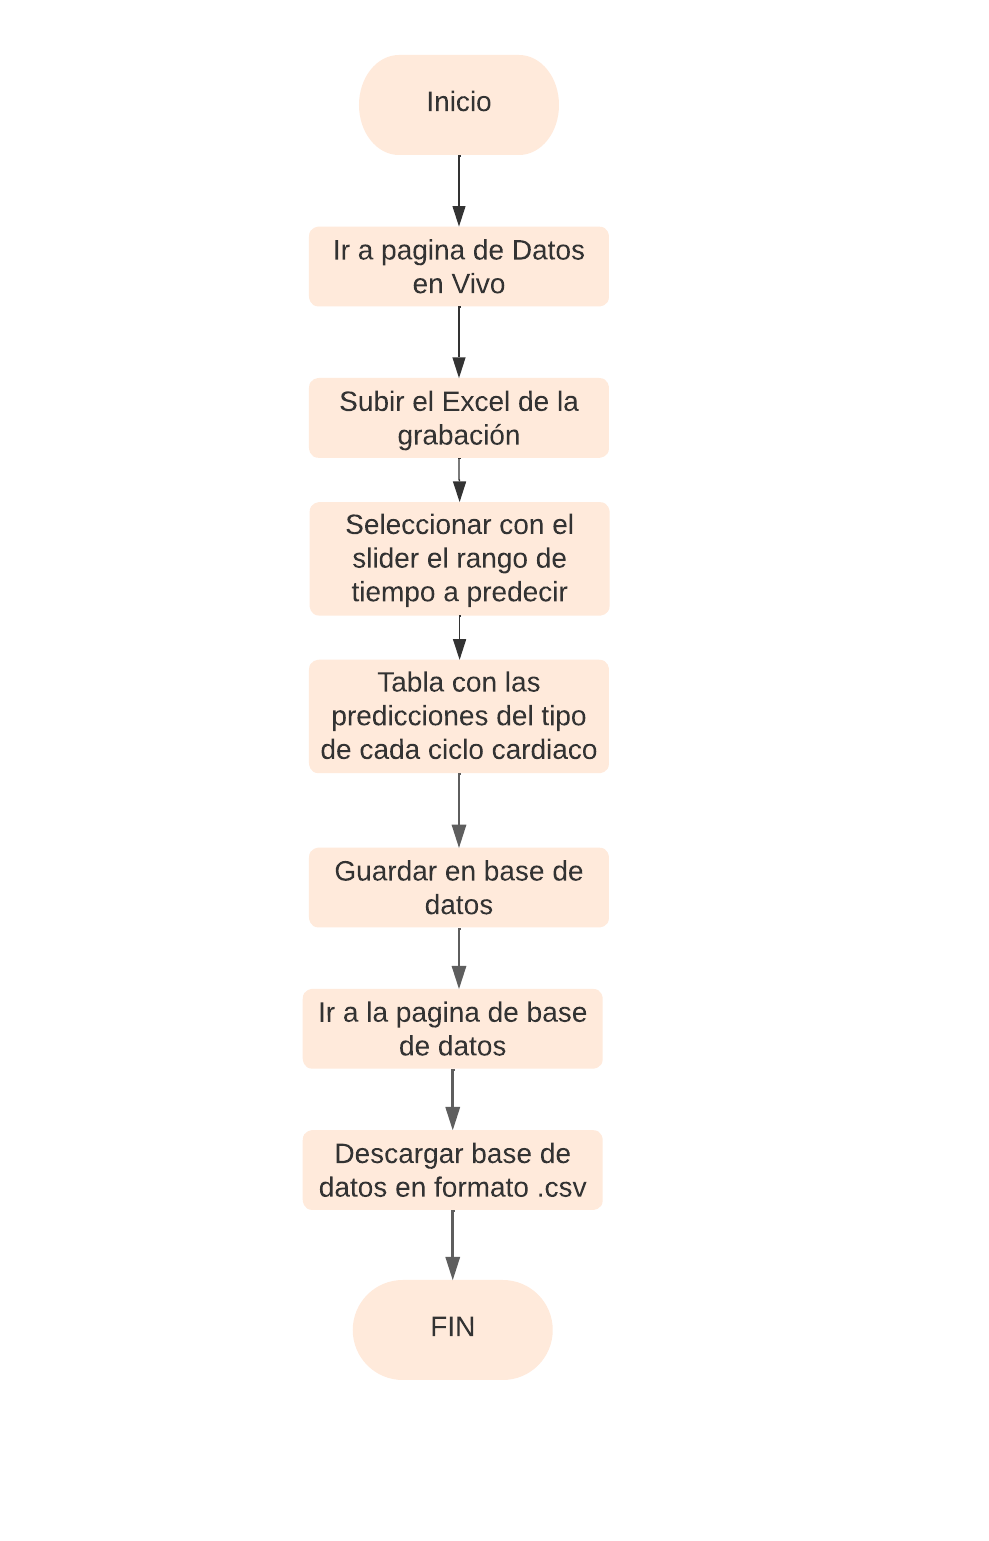 Inicio
Ir a pagina de Datos
en Vivo
Subir el Excel de la
grabación
Seleccionar con el
slider el rango de
tiempo a predecir
Tabla con las
predicciones del tipo
de cada ciclo cardiaco
Guardar en base de
datos
Ir a la pagina de base
de datos
Descargar base de
datos en formato .csv
FIN